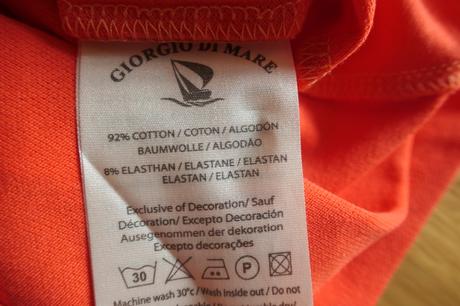 GIORGIO DI MARE
92% COTTON / COTON / ALGODÓN
BAUMWOLLE / ALGODÃO
8% ELASTHAN / ELASTANE / ELASTAN
ELASTAN / ELASTAN
Exclusive of Decoration/ Sauf
Décoration/ Excepto Decoración
Ausegenommen der dekoration
Excepto decorações
30 P
Machine wash 30°c / Wash inside out / Do not